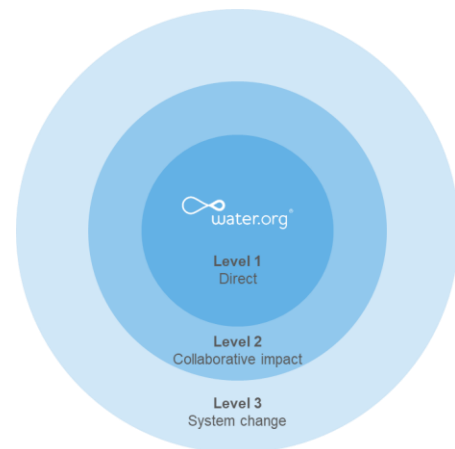 water.org®
Level 1
Direct
Level 2
Collaborative impact
Level 3
System change